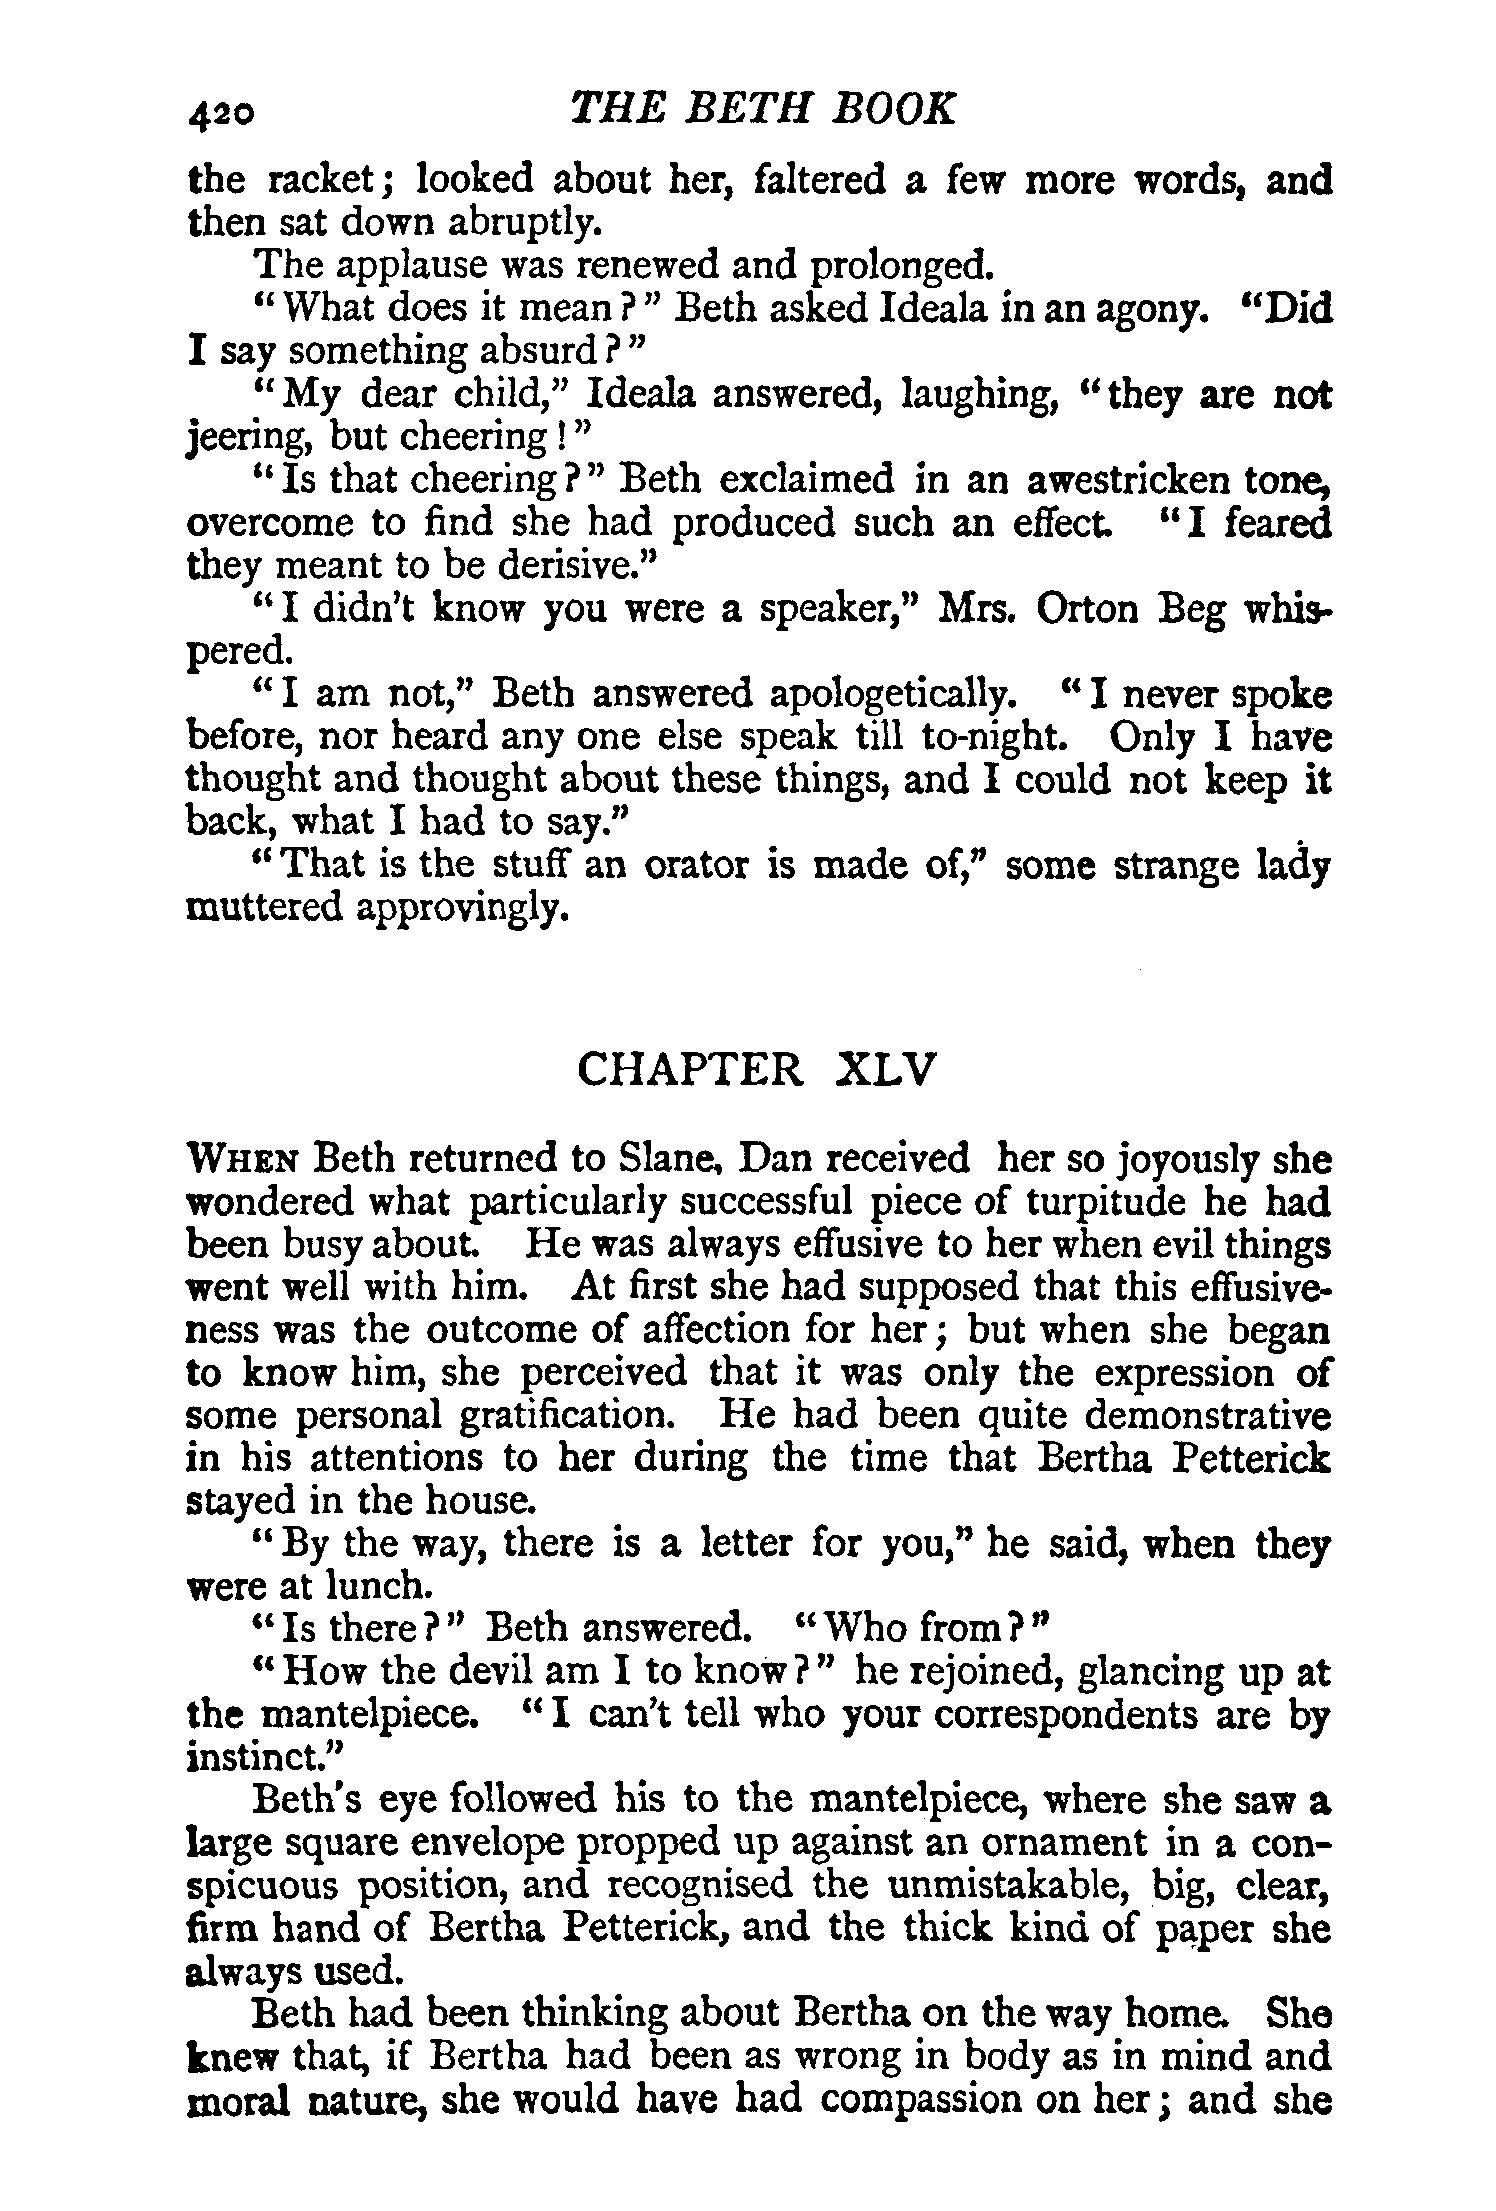 420 THE BETH BOOK
the racket; looked about her, faltered a few more words, and
then sat down abruptly.
The applause was renewed and prolonged.
"What does it mean?" Beth asked Ideala in an agony. "Did
I say something absurd?"
"My dear child," Ideala answered, laughing, "they are not
jeering, but cheering!"
"Is that cheering?" Beth exclaimed in an awestricken tone,
overcome to find she had produced such an effect. "I feared
they meant to be derisive."
"I didn't know you were a speaker," Mrs. Orton Beg whis-
pered.
"I am not," Beth answered apologetically. "I never spoke
before, nor heard any one else speak till to-night. Only I have
thought and thought about these things, and I could not keep it
back, what I had to say."
"That is the stuff an orator is made of," some strange lady
muttered approvingly.
CHAPTER XLV
WHEN Beth returned to Slane, Dan received her so joyously she
wondered what particularly successful piece of turpitude he had
been busy about. He was always effusive to her when evil things
went well with him. At first she had supposed that this effusive-
ness was the outcome of affection for her; but when she began
to know him, she perceived that it was only the expression of
some personal gratification. He had been quite demonstrative
in his attentions to her during the time that Bertha Petterick
stayed in the house.
"By the way, there is a letter for you," he said, when they
were at lunch.
"Is there?" Beth answered. "Who from?"
"How the devil am I to know?" he rejoined, glancing up at
the mantelpiece. "I can't tell who your correspondents are by
instinct."
Beth's eye followed his to the mantelpiece, where she saw a
large square envelope propped up against an ornament in a con-
spicuous position, and recognised the unmistakable, big, clear,
firm hand of Bertha Petterick, and the thick kind of paper she
always used.
Beth had been thinking about Bertha on the way home. She
knew that, if Bertha had been as wrong in body as in mind and
moral nature, she would have had compassion on her; and she